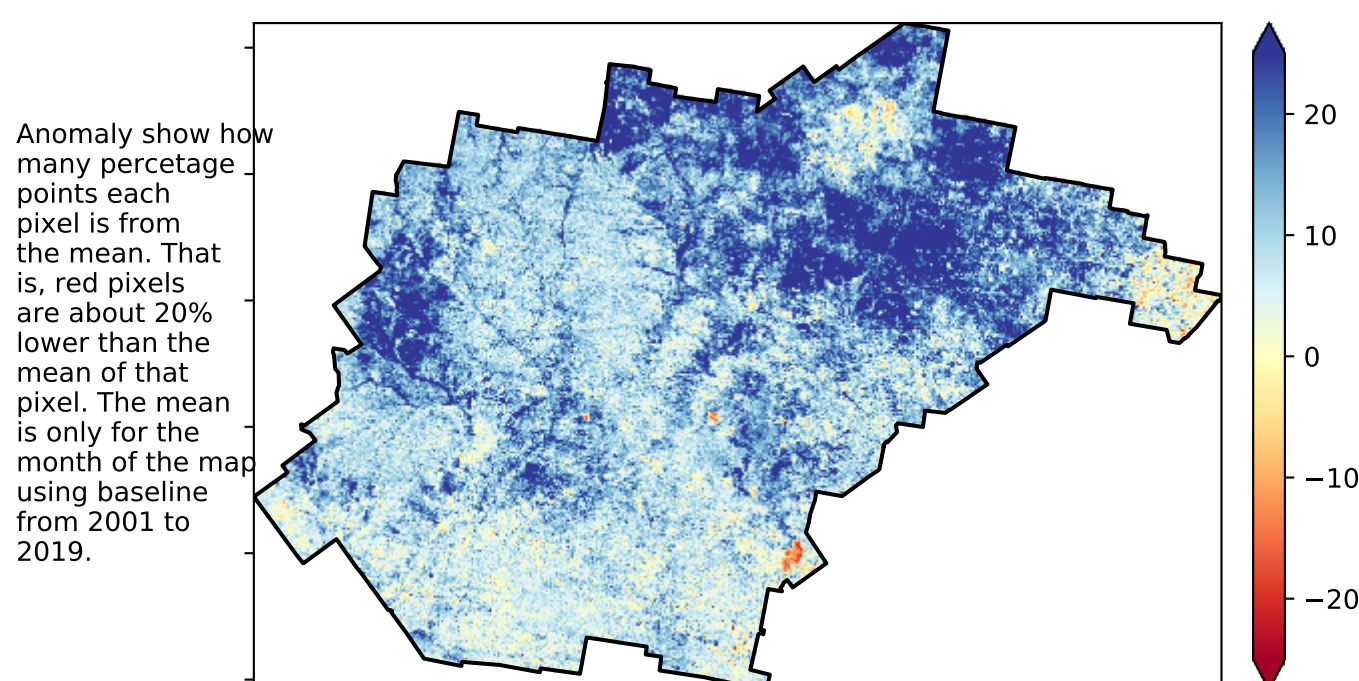 Anomaly show how
many percetage
points each
pixel is from
the mean. That
is, red pixels
are about 20%
lower than the
mean of that
pixel. The mean
is only for the
month of the map
using baseline
from 2001 to
2019.
20
10
0
−10
−20